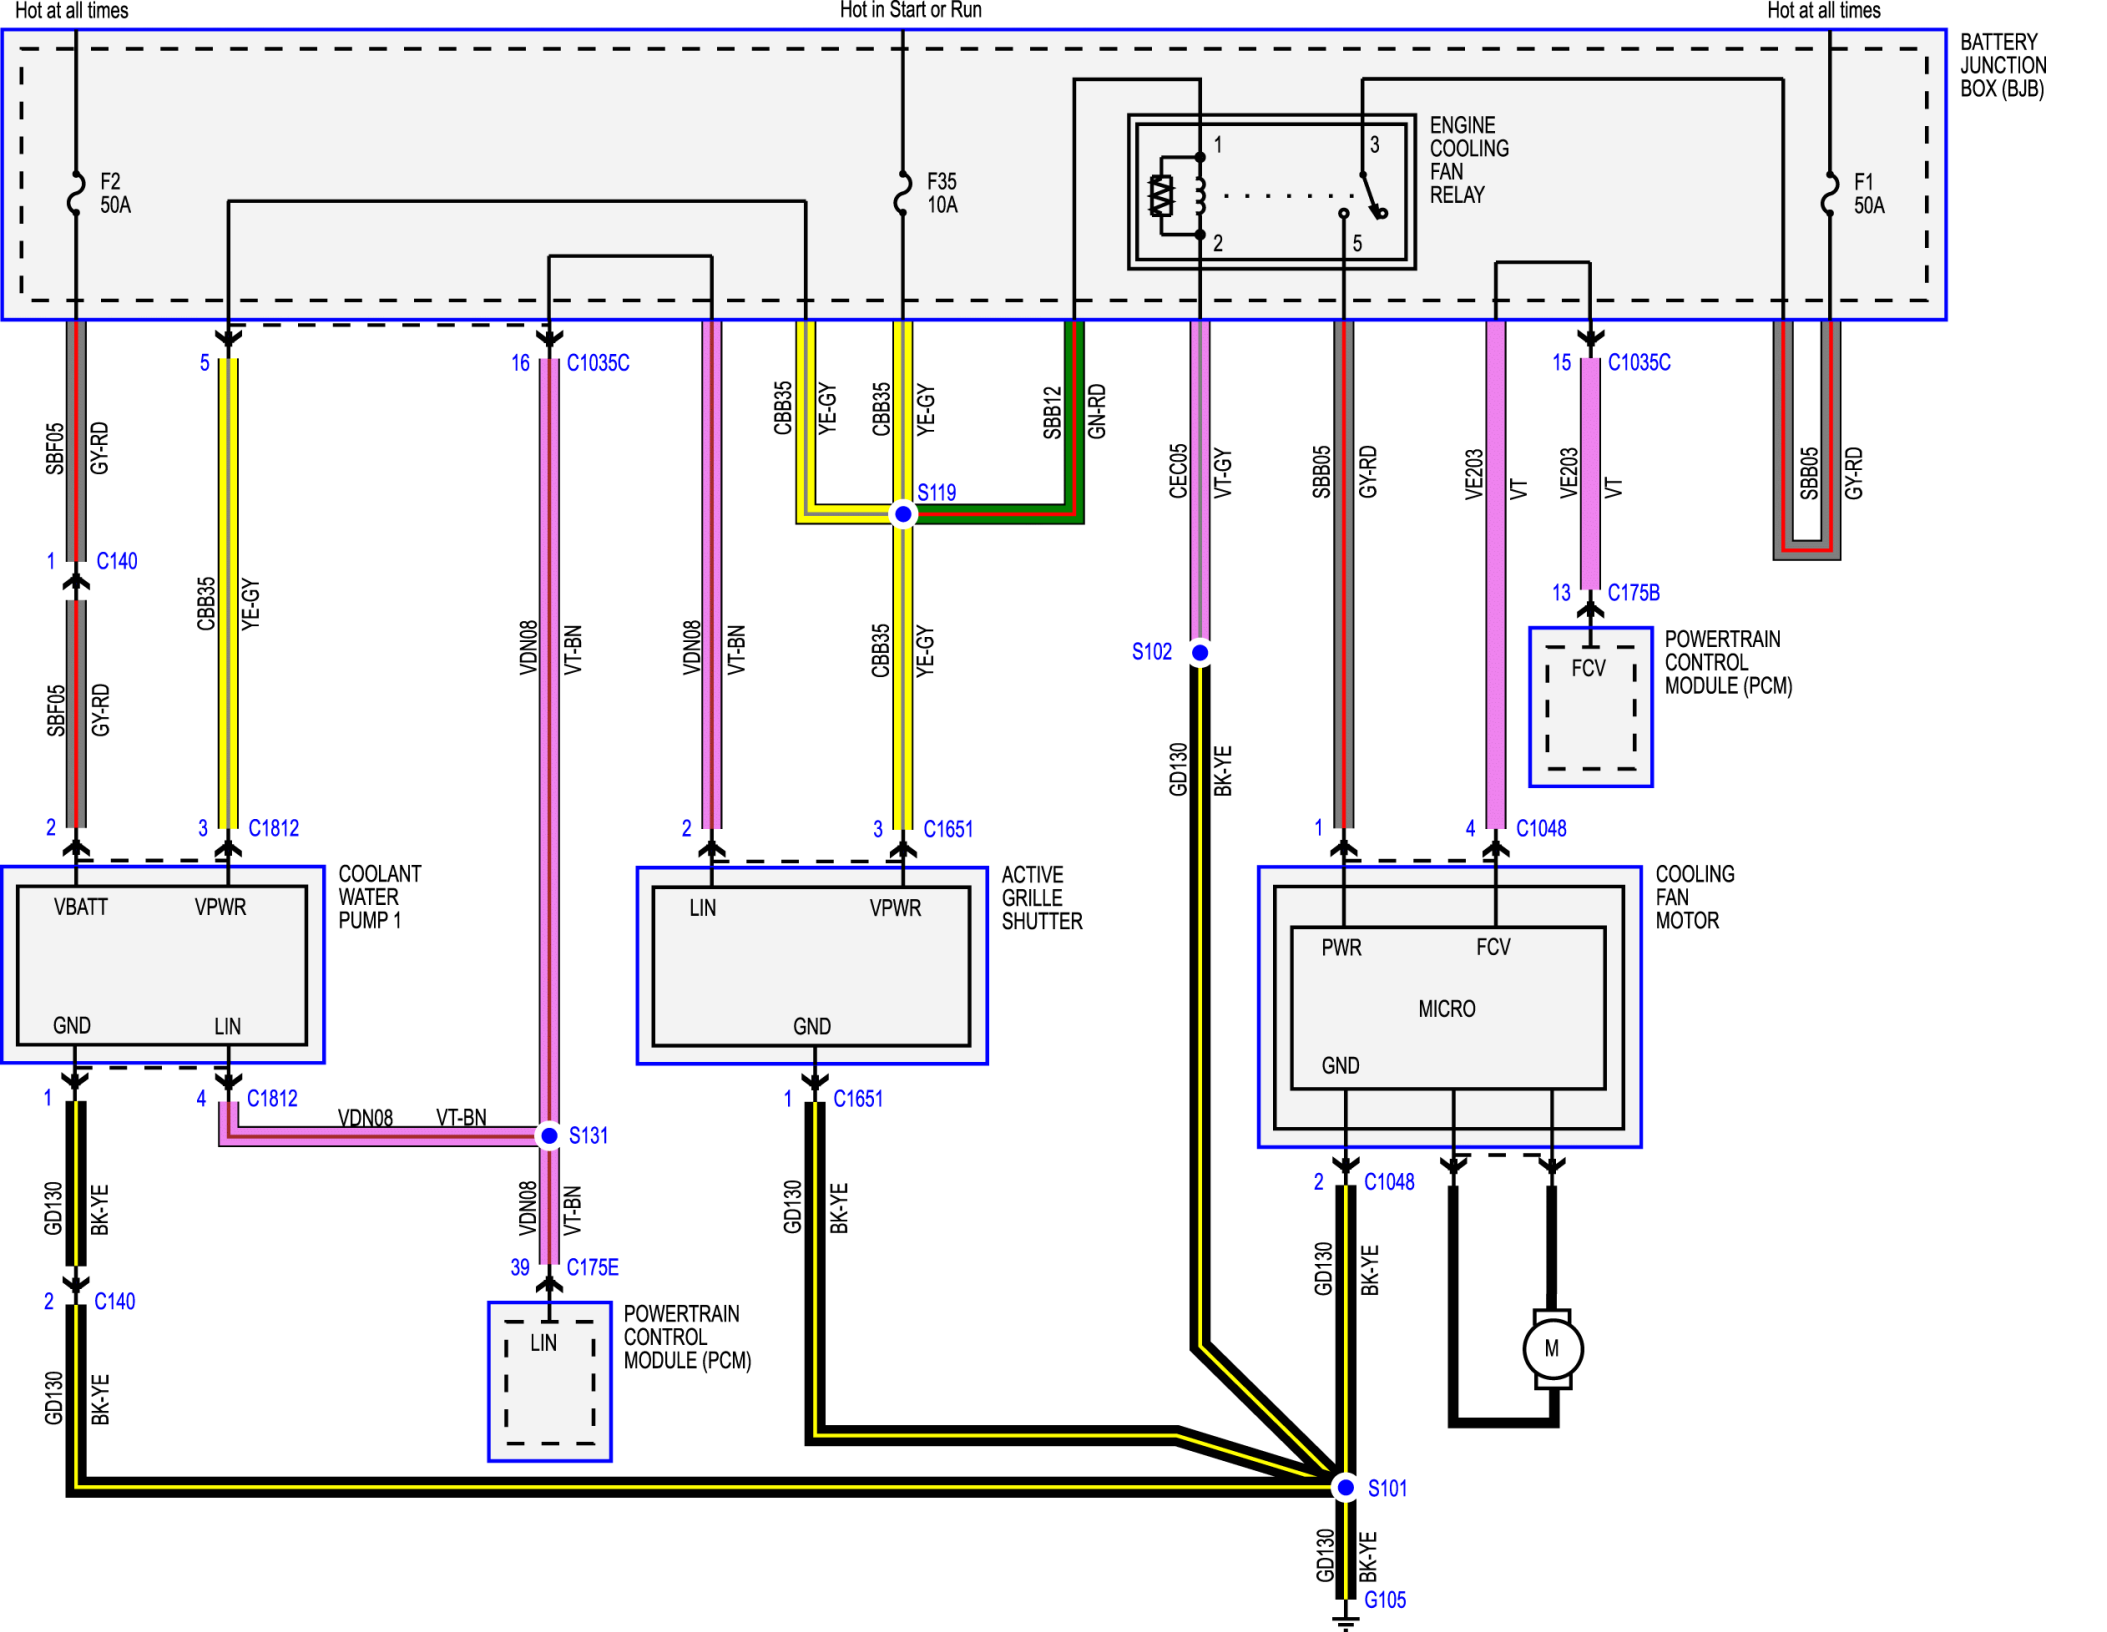 Hot at all times
Hot in Start or Run
Hot at all times
BATTERY
JUNCTION
BOX (BJB)
F2
50A
F35
10A
1
3
2
5
ENGINE
COOLING
FAN
RELAY
F1
50A
5
16 C1035C
15 C1035C
SBF05
GY-RD
CBB35
YE-GY
CBB35
YE-GY
SBB12
GN-RD
CEC05
VT-GY
SBB05
GY-RD
VE203
VT
VE203
VT
SBB05
GY-RD
S119
1 C140
CBB35
YE-GY
VDN08
VT-BN
VDN08
VT-BN
CBB35
YE-GY
S102
13 C175B
FCV
POWERTRAIN
CONTROL
MODULE (PCM)
SBF05
GY-RD
GD130
BK-YE
2
3 C1812
2
3 C1651
1
4 C1048
VBATT
VPWR
GND
LIN
COOLANT
WATER
PUMP 1
LIN
VPWR
GND
ACTIVE
GRILLE
SHUTTER
PWR
FCV
MICRO
GND
COOLING
FAN
MOTOR
1
4 C1812
1 C1651
VDN08 VT-BN
S131
2 C1048
GD130
BK-YE
VDN08
VT-BN
GD130
BK-YE
GD130
BK-YE
39 C175E
2 C140
LIN
POWERTRAIN
CONTROL
MODULE (PCM)
M
GD130
BK-YE
S101
GD130
BK-YE
G105